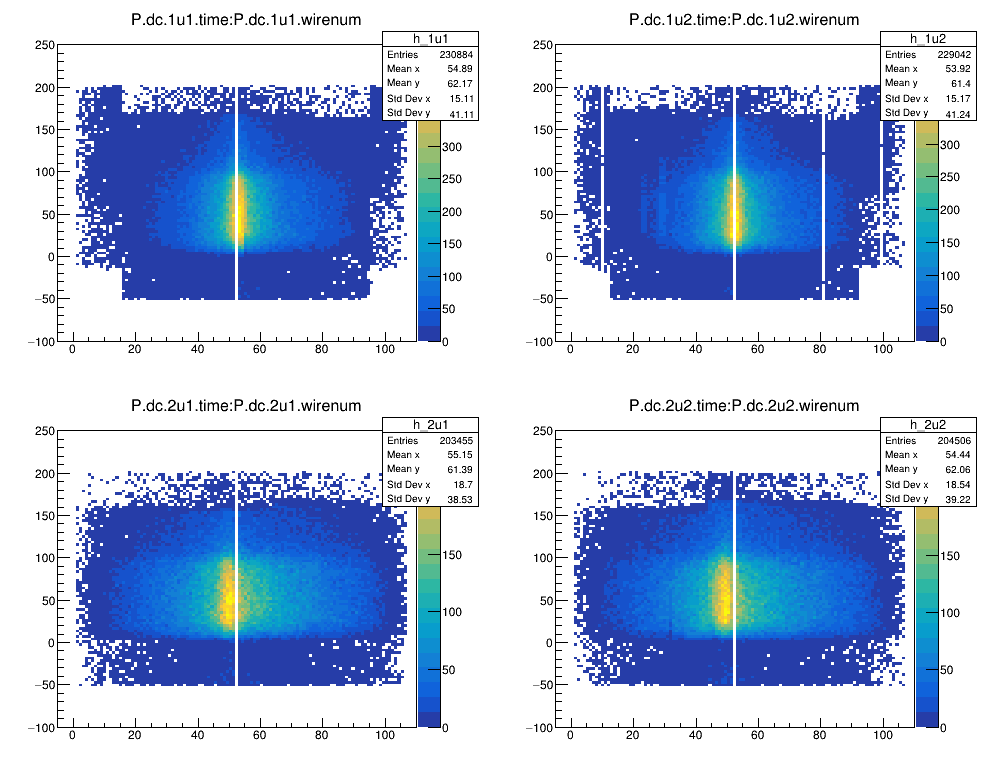 P.dc.1u1.time:P.dc.1u1.wirenum
h_1u1
Entries 230884
Mean x 54.89
Mean y 62.17
Std Dev x 15.11
Std Dev y 41.11
250
200
150
100
50
0
−50
−100
0 20 40 60 80 100
300
250
200
150
100
50
0
P.dc.1u2.time:P.dc.1u2.wirenum
h_1u2
Entries 229042
Mean x 53.92
Mean y 61.4
Std Dev x 15.17
Std Dev y 41.24
250
200
150
100
50
0
−50
−100
0 20 40 60 80 100
300
250
200
150
100
50
0
P.dc.2u1.time:P.dc.2u1.wirenum
h_2u1
Entries 203455
Mean x 55.15
Mean y 61.39
Std Dev x 18.7
Std Dev y 38.53
250
200
150
100
50
0
−50
−100
0 20 40 60 80 100
150
100
50
0
P.dc.2u2.time:P.dc.2u2.wirenum
h_2u2
Entries 204506
Mean x 54.44
Mean y 62.06
Std Dev x 18.54
Std Dev y 39.22
250
200
150
100
50
0
−50
−100
0 20 40 60 80 100
150
100
50
0